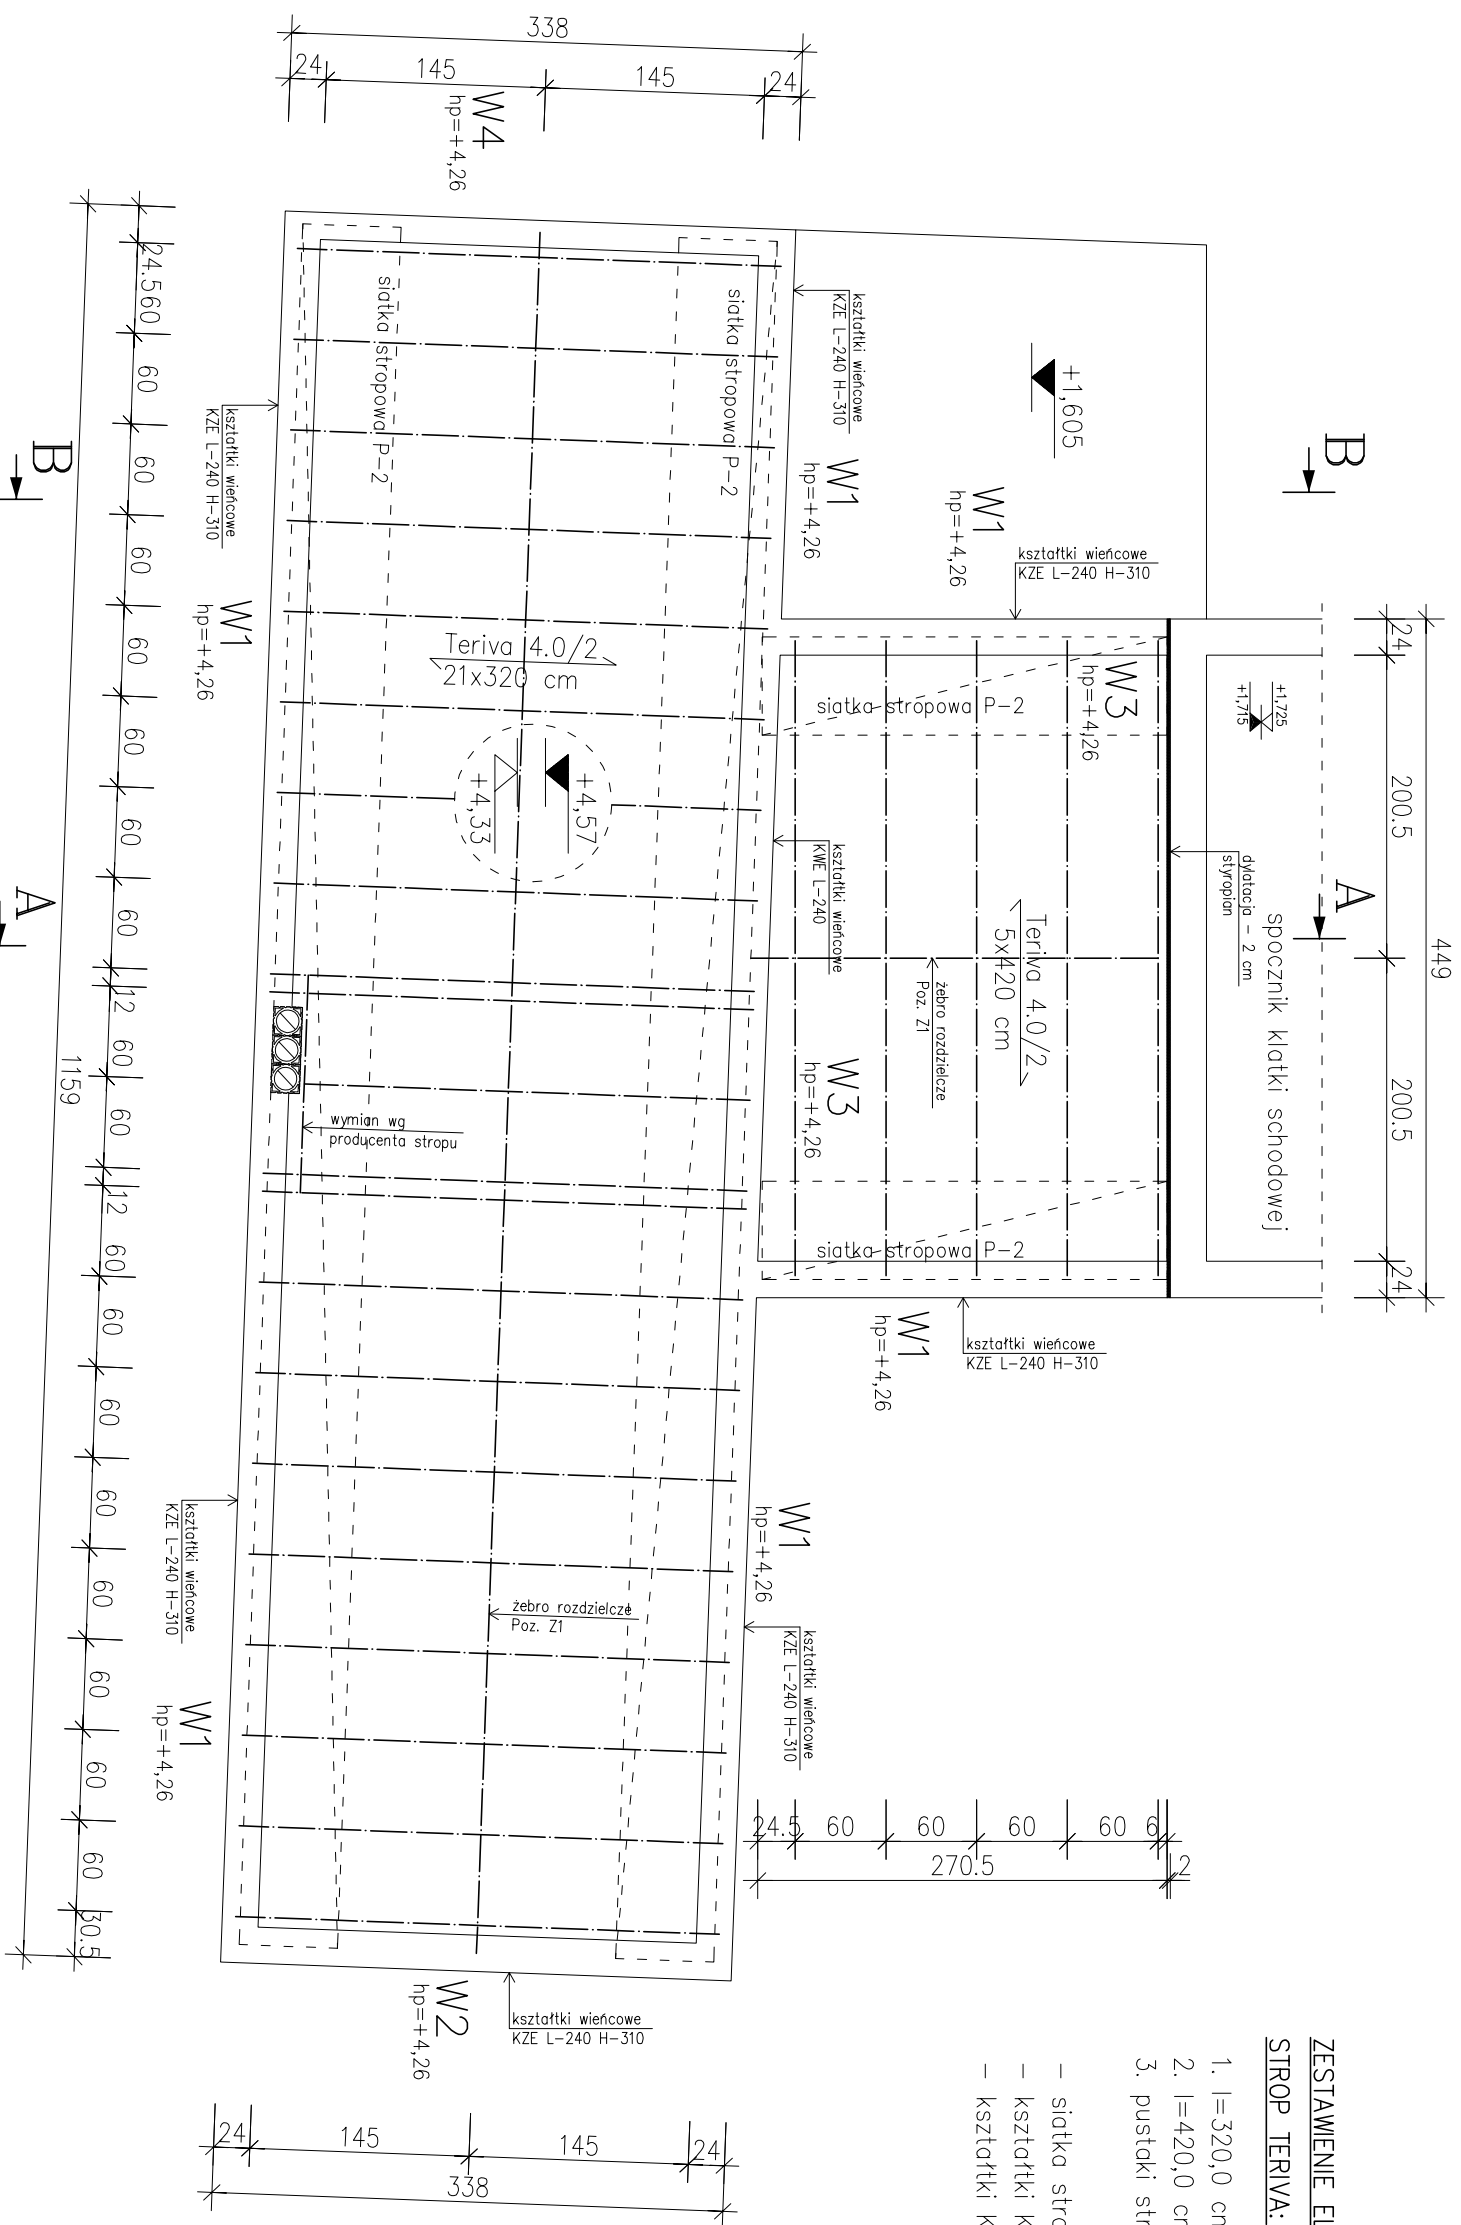 338
24
145
145
24
W4
hp=+4,26
siatka stropowa P-2
siatka stropowa P-2
kształtki wieńcowe
KZE L-240 H-310
+1,605
W1
hp=+4,26
W1
hp=+4,26
kształtki wieńcowe
KZE L-240 H-310
B
B
kształtki wieńcowe
KZE L-240 H-310
W1
hp=+4,26
Teriva 4.0/2
21x320 cm
+4,57
+4,33
siatka stropowa P-2
W3
hp=+4,26
+1,725
+1,715
24
200.5
200.5
24
449
dylatacja - 2 cm
styropian
A
A
spocznik klatki schodowej
kształtki wieńcowe
KWE L-240
Teriva 4.0/2
5x420 cm
żebro rozdzielcze
Poz. Z1
W3
hp=+4,26
wymian wg
producenta stropu
siatka stropowa P-2
W1
hp=+4,26
kształtki wieńcowe
KZE L-240 H-310
24.5
60
60
60
60
60
60
60
60
12
60
60
12
60
60
60
60
60
60
60
60
30.5
1159
kształtki wieńcowe
KZE L-240 H-310
W1
hp=+4,26
żebro rozdzielcze
Poz. Z1
W1
hp=+4,26
kształtki wieńcowe
KZE L-240 H-310
24.5
60
60
60
60
6
270.5
2
W2
hp=+4,26
kształtki wieńcowe
KZE L-240 H-310
24
145
145
24
338
ZESTAWIENIE
STROP TERIVA:
1. l=320,0
2. l=420,0
3. pustaki
- siatka
- kształtki
- kształtki